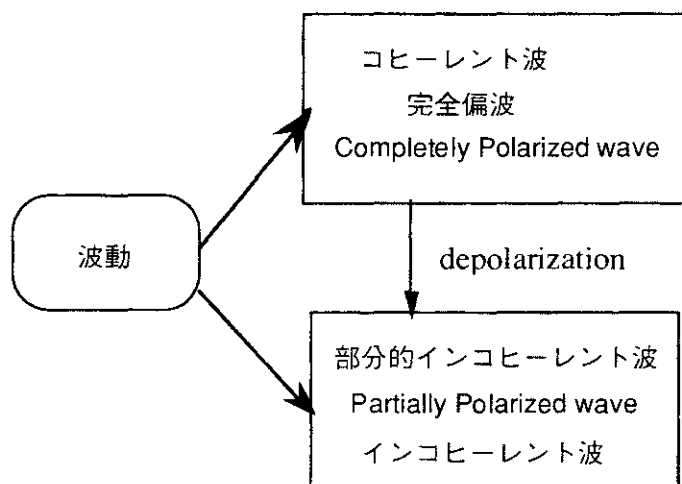 コヒーレント波
完全偏波
Completely Polarized wave
波動
depolarization
部分的インコヒーレント波
Partially Polarized wave
インコヒーレント波